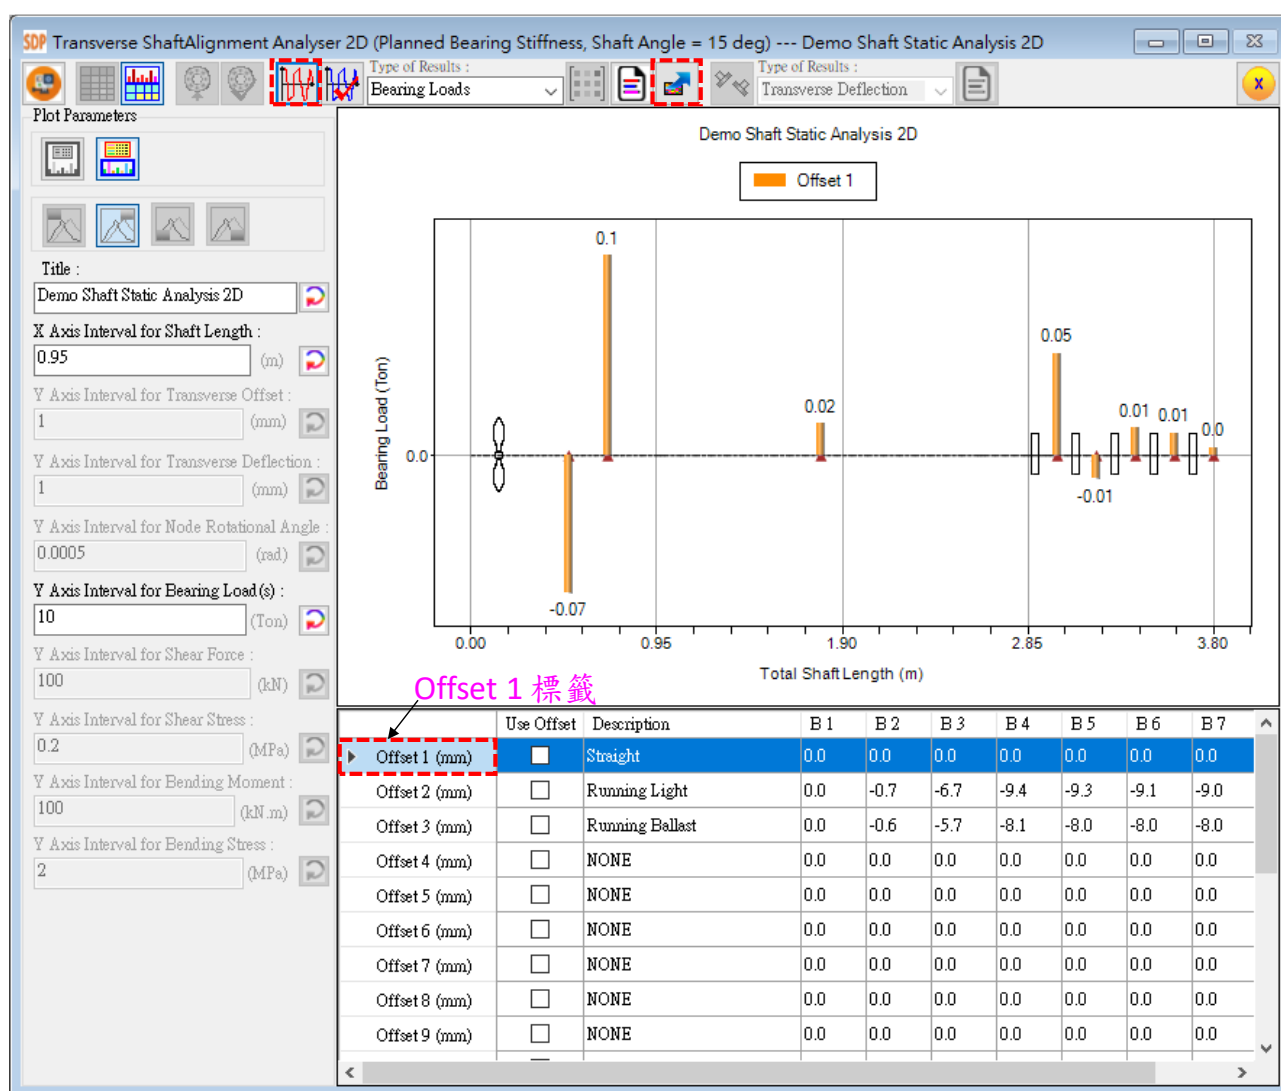 SDP Transverse ShaftAlignment Analyser 2D (Planned Bearing Stiffness, Shaft Angle = 15 deg) --- Demo Shaft Static Analysis 2D
Type of Results :
Bearing Loads
Type of Results :
Transverse Deflection
X
Plot Parameters
Title :
Demo Shaft Static Analysis 2D
X Axis Interval for Shaft Length :
0.95 (m)
Y Axis Interval for Transverse Offset :
1 (mm)
Y Axis Interval for Transverse Deflection :
1 (mm)
Y Axis Interval for Node Rotational Angle :
0.0005 (rad)
Y Axis Interval for Bearing Load(s) :
10 (Ton)
Y Axis Interval for Shear Force :
100 (kN)
Y Axis Interval for Shear Stress :
0.2 (MPa)
Y Axis Interval for Bending Moment :
100 (kN.m)
Y Axis Interval for Bending Stress :
2 (MPa)
Demo Shaft Static Analysis 2D
Offset 1
0.1
0.05
0.02
0.01 0.01 0.0
Bearing Load (Ton)
0.0
-0.01
-0.07
0.00 0.95 1.90 2.85 3.80
Total Shaft Length (m)
Offset 1 標籤
Use Offset Description B 1 B 2 B 3 B 4 B 5 B 6 B 7
Offset 1 (mm) Straight 0.0 0.0 0.0 0.0 0.0 0.0 0.0
Offset 2 (mm) Running Light 0.0 -0.7 -6.7 -9.4 -9.3 -9.1 -9.0
Offset 3 (mm) Running Ballast 0.0 -0.6 -5.7 -8.1 -8.0 -8.0 -8.0
Offset 4 (mm) NONE 0.0 0.0 0.0 0.0 0.0 0.0 0.0
Offset 5 (mm) NONE 0.0 0.0 0.0 0.0 0.0 0.0 0.0
Offset 6 (mm) NONE 0.0 0.0 0.0 0.0 0.0 0.0 0.0
Offset 7 (mm) NONE 0.0 0.0 0.0 0.0 0.0 0.0 0.0
Offset 8 (mm) NONE 0.0 0.0 0.0 0.0 0.0 0.0 0.0
Offset 9 (mm) NONE 0.0 0.0 0.0 0.0 0.0 0.0 0.0